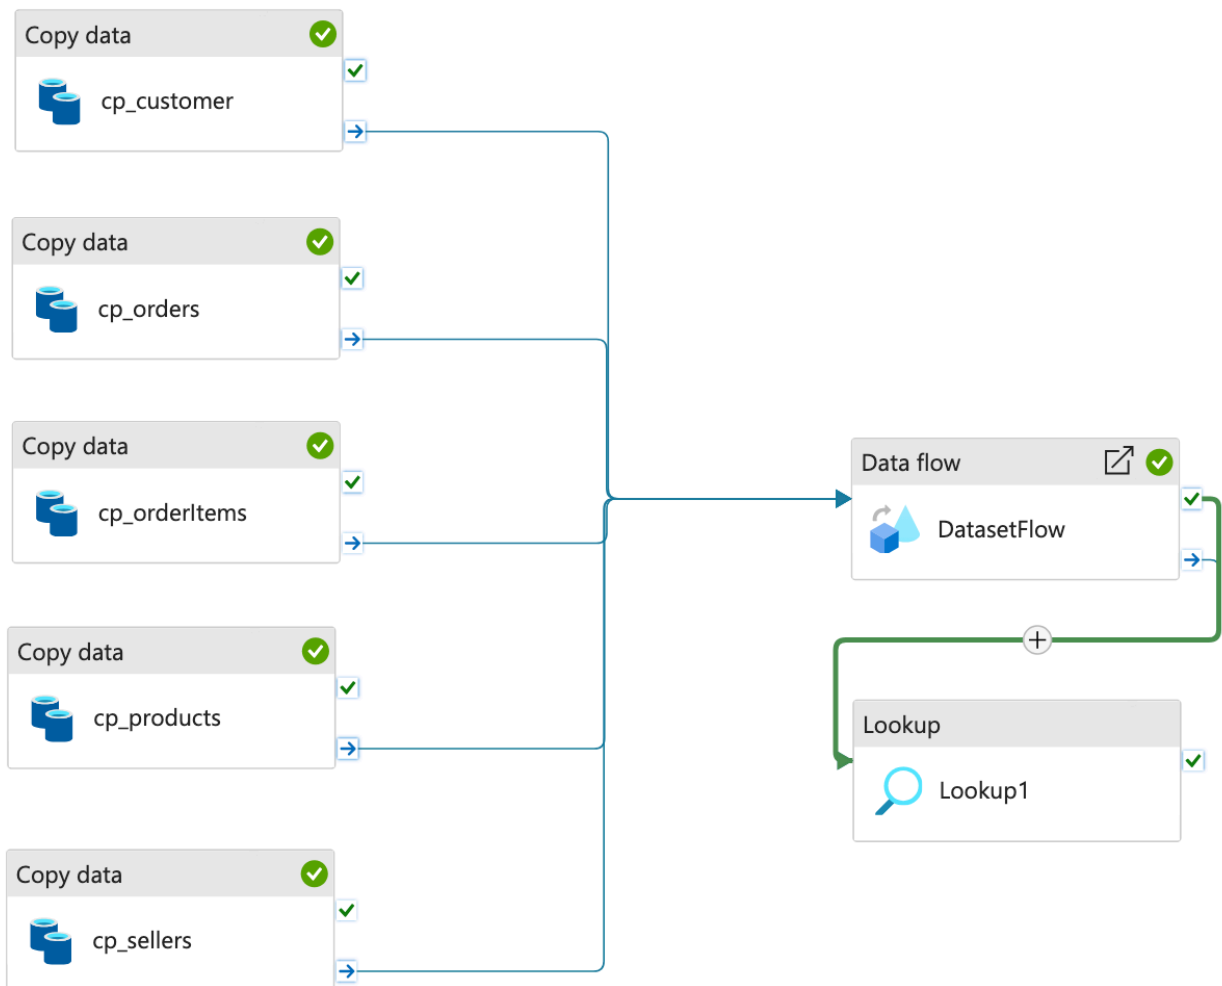 Copy data
cp_customer
Copy data
cp_orders
Copy data
cp_orderItems
Data flow
DatasetFlow
Copy data
cp_products
Lookup
Lookup1
Copy data
cp_sellers